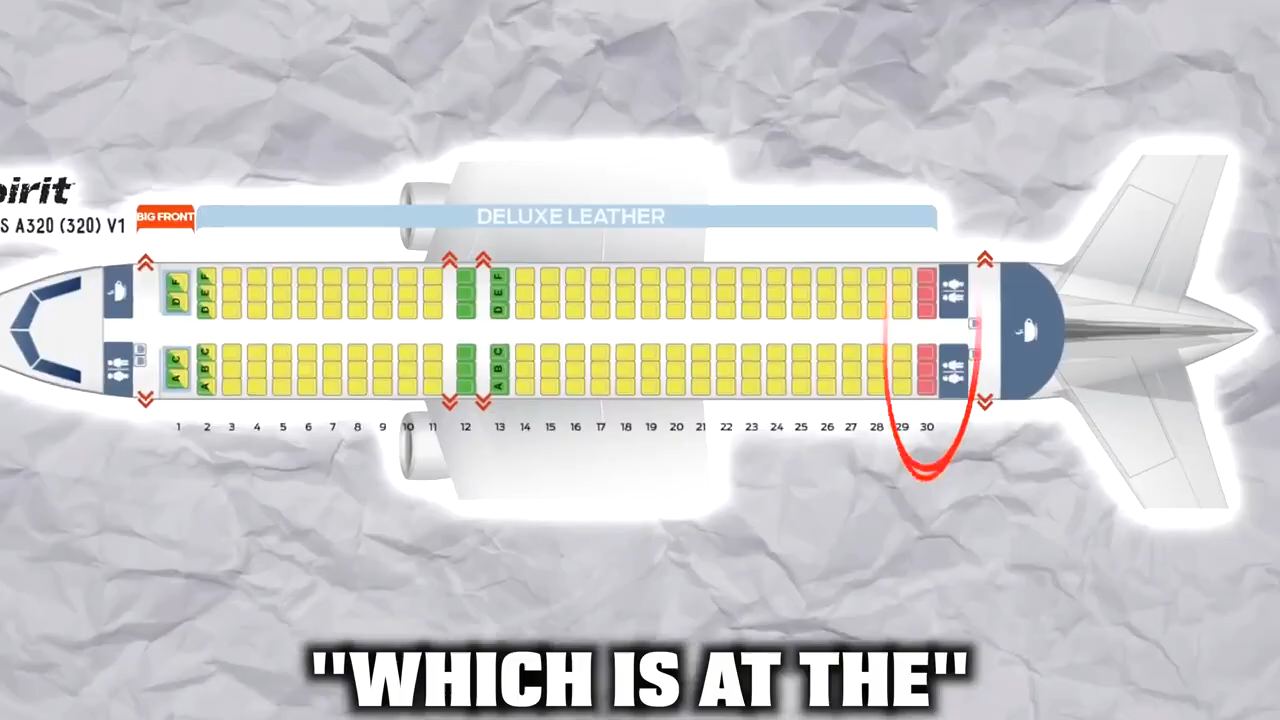 pirit
S A320 (320) V1
BIG FRONT
DELUXE LEATHER
D F
D E F
D E F
A C
A B C
A B C
1 2 3 4 5 6 7 8 9 10 11 12 13 14 15 16 17 18 19 20 21 22 23 24 25 26 27 28 29 30
"WHICH IS AT THE"